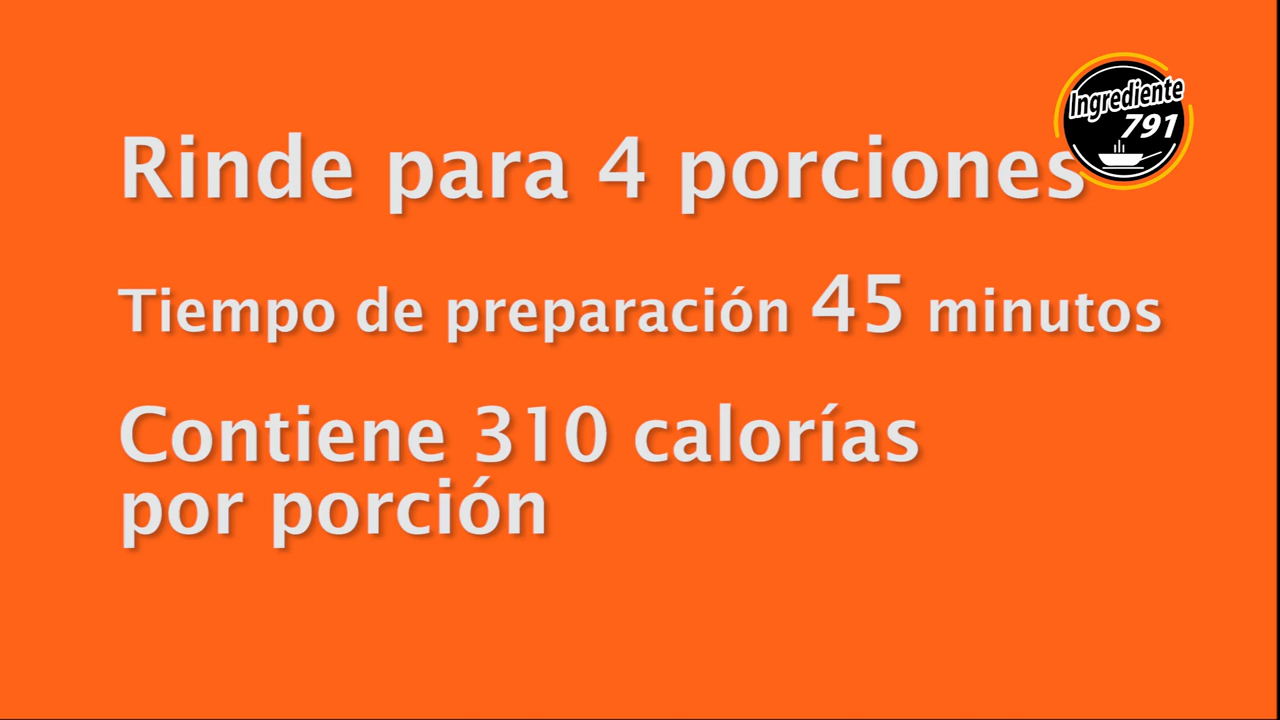 Ingrediente
791
Rinde para 4 porciones
Tiempo de preparación 45 minutos
Contiene 310 calorías
por porción